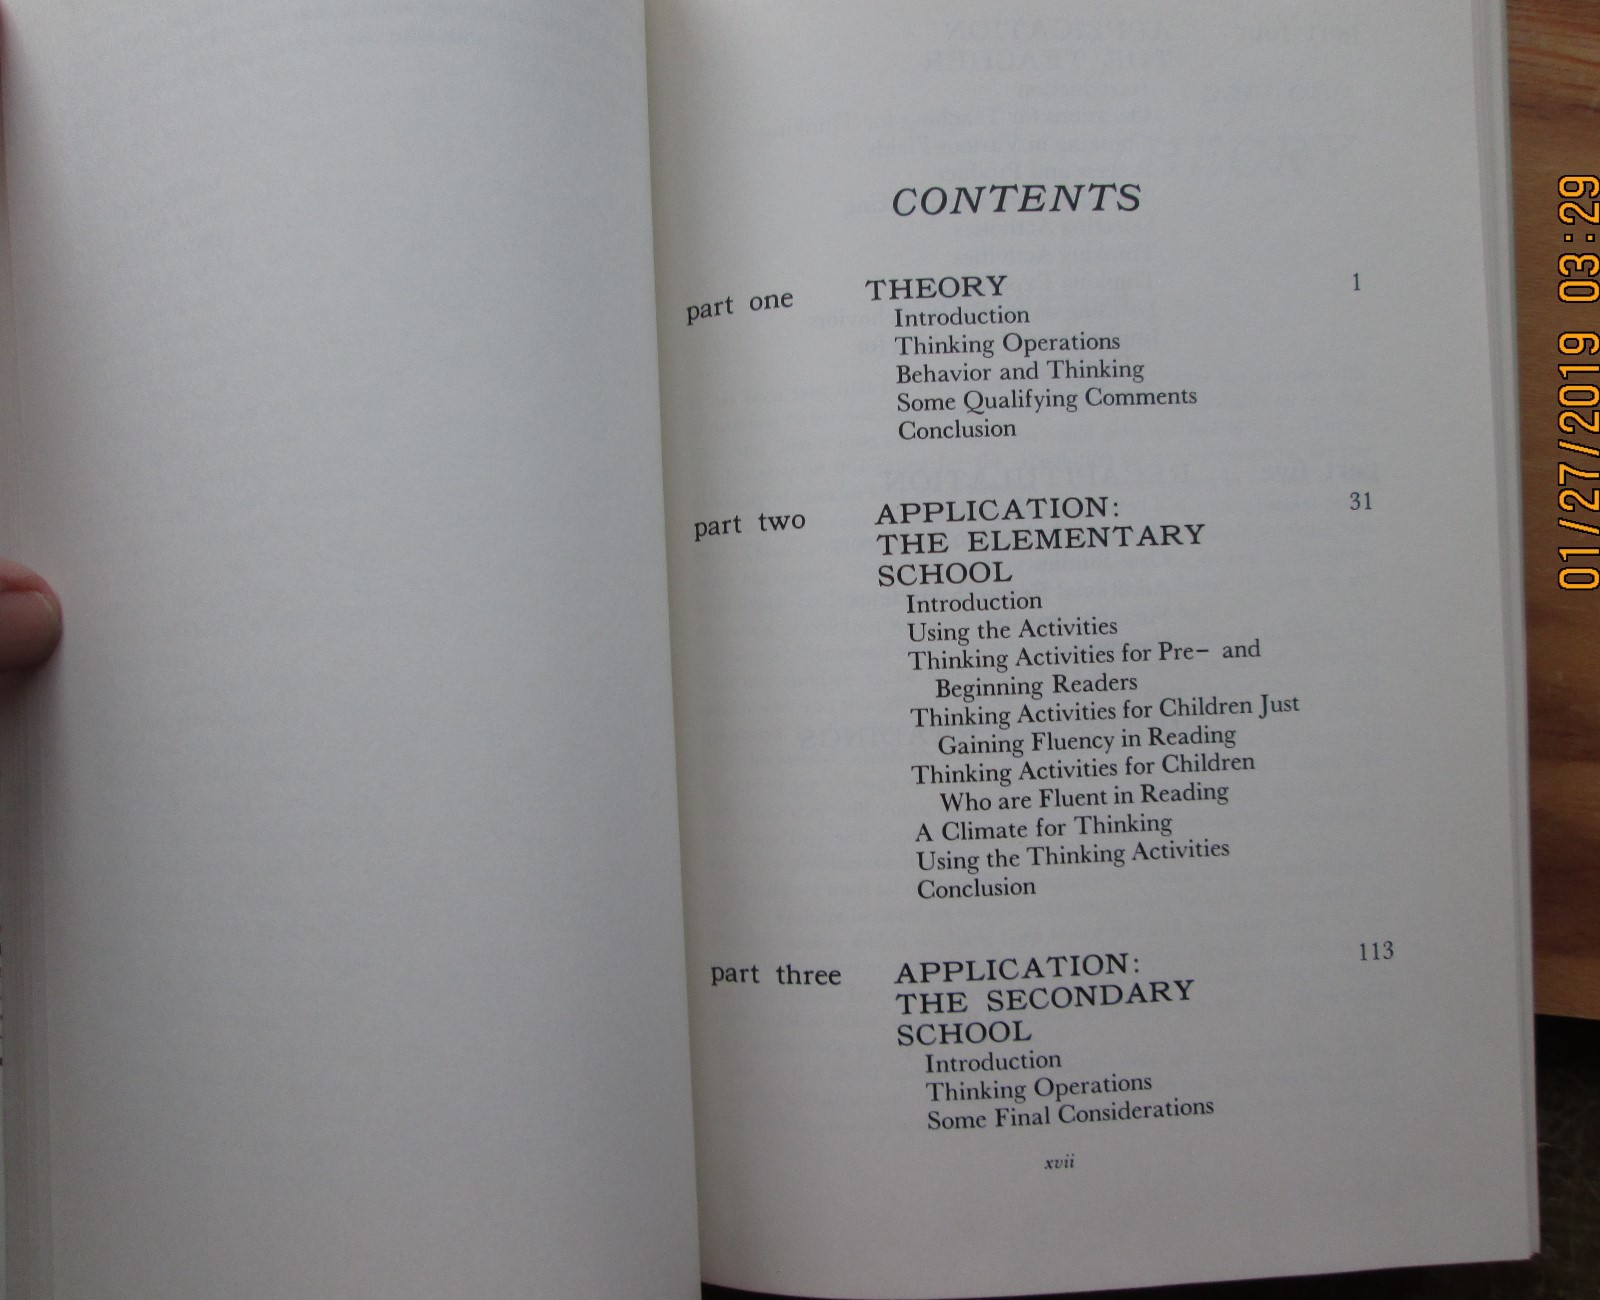 CONTENTS
part one THEORY 1
Introduction
Thinking Operations
Behavior and Thinking
Some Qualifying Comments
Conclusion
part two APPLICATION: 31
THE ELEMENTARY
SCHOOL
Introduction
Using the Activities
Thinking Activities for Pre– and
Beginning Readers
Thinking Activities for Children Just
Gaining Fluency in Reading
Thinking Activities for Children
Who are Fluent in Reading
A Climate for Thinking
Using the Thinking Activities
Conclusion
part three APPLICATION: 113
THE SECONDARY
SCHOOL
Introduction
Thinking Operations
Some Final Considerations
xvii
01/27/2019 03:29